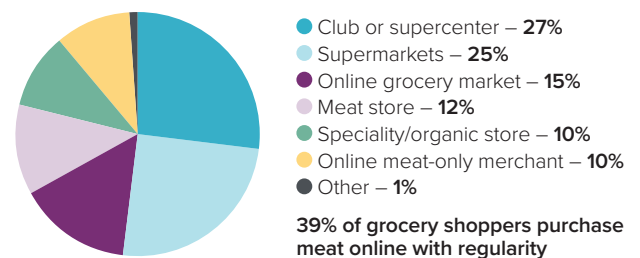 Club or supercenter – 27%
Supermarkets – 25%
Online grocery market – 15%
Meat store – 12%
Speciality/organic store – 10%
Online meat-only merchant – 10%
Other – 1%
39% of grocery shoppers purchase
meat online with regularity